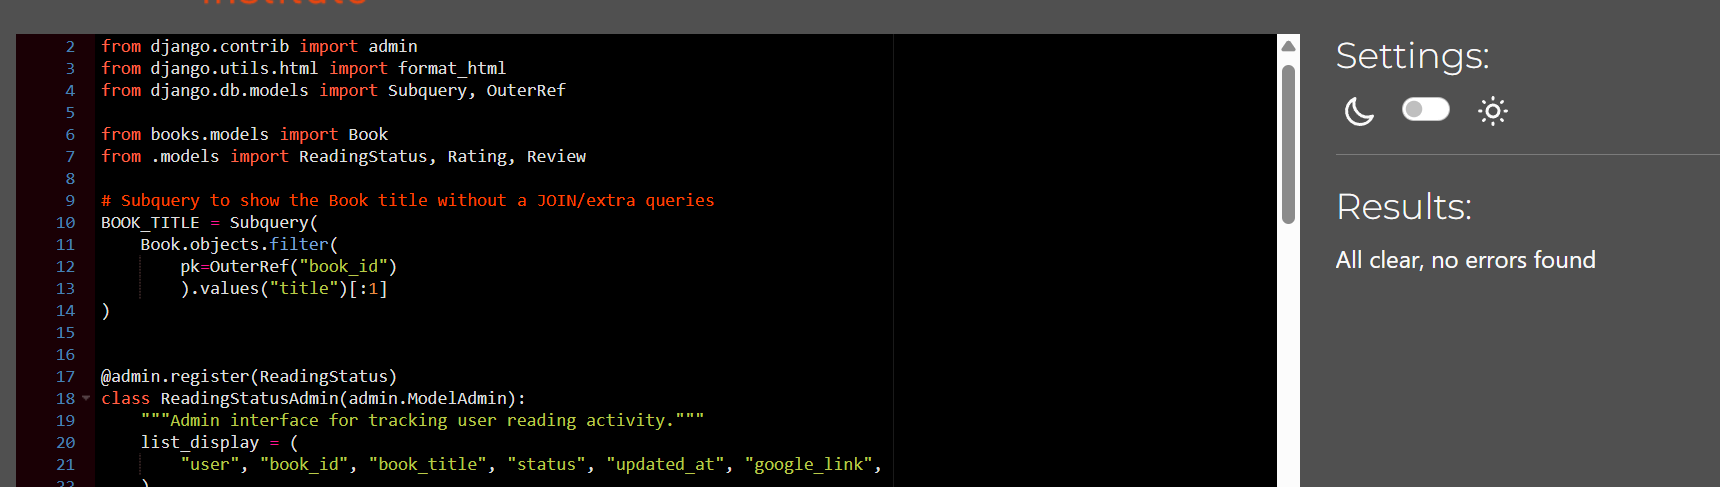 2 from django.contrib import admin
3 from django.utils.html import format_html
4 from django.db.models import Subquery, OuterRef
5
6 from books.models import Book
7 from .models import ReadingStatus, Rating, Review
8
9 # Subquery to show the Book title without a JOIN/extra queries
10 BOOK_TITLE = Subquery(
11     Book.objects.filter(
12         pk=OuterRef("book_id")
13         ).values("title")[:1]
14 )
15
16
17 @admin.register(ReadingStatus)
18 class ReadingStatusAdmin(admin.ModelAdmin):
19     """Admin interface for tracking user reading activity."""
20     list_display = (
21         "user", "book_id", "book_title", "status", "updated_at", "google_link",
Settings:
Results:
All clear, no errors found